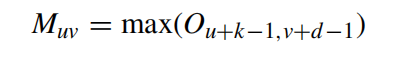 M_{uv} = max(O_{u+k−1,v+d−1})